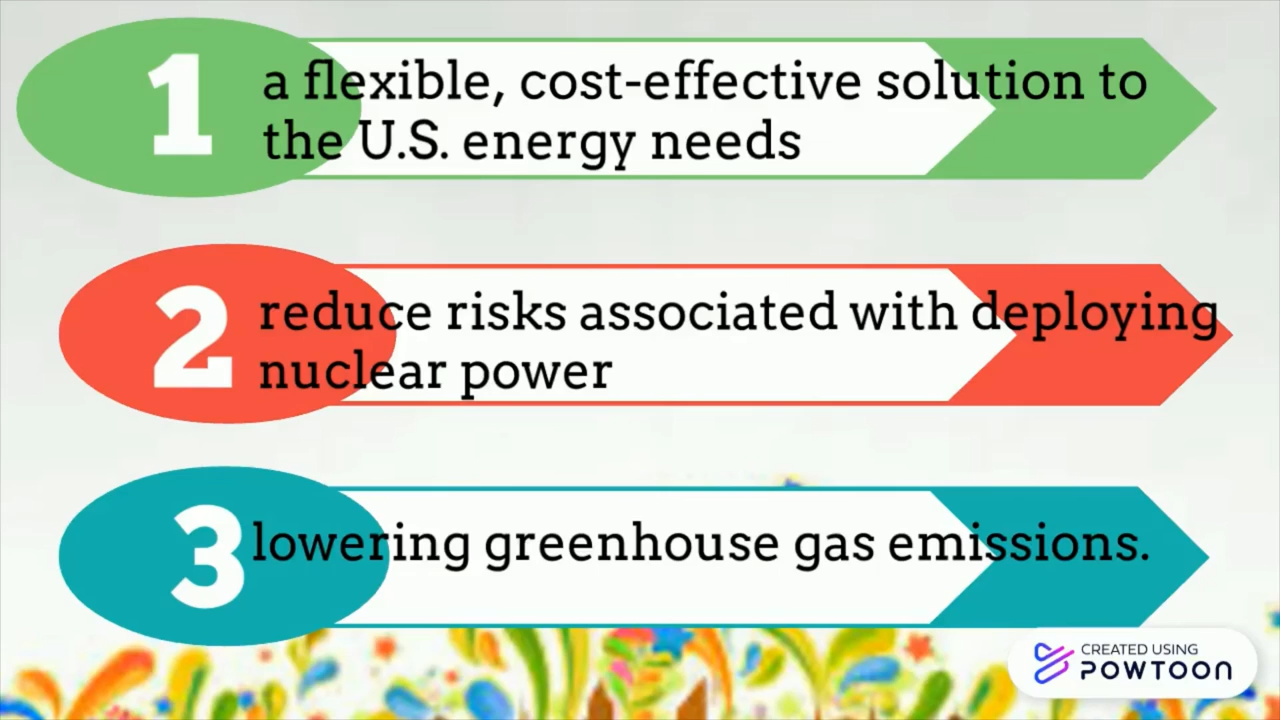 1
a flexible, cost-effective solution to
the U.S. energy needs
2
reduce risks associated with deploying
nuclear power
3
lowering greenhouse gas emissions.
CREATED USING
POWTOON